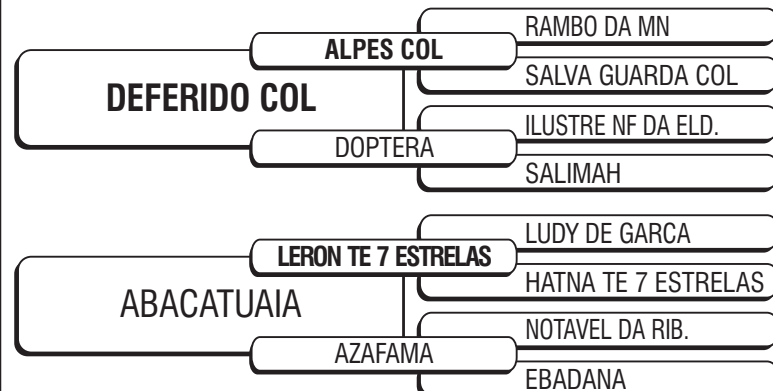 RAMBO DA MN
ALPES COL
SALVA GUARDA COL
DEFERIDO COL
ILUSTRE NF DA ELD.
DOPTERA
SALIMAH
LUDY DE GARCA
LERON TE 7 ESTRELAS
HATNA TE 7 ESTRELAS
ABACATUAIA
NOTAVEL DA RIB.
AZAFAMA
EBADANA